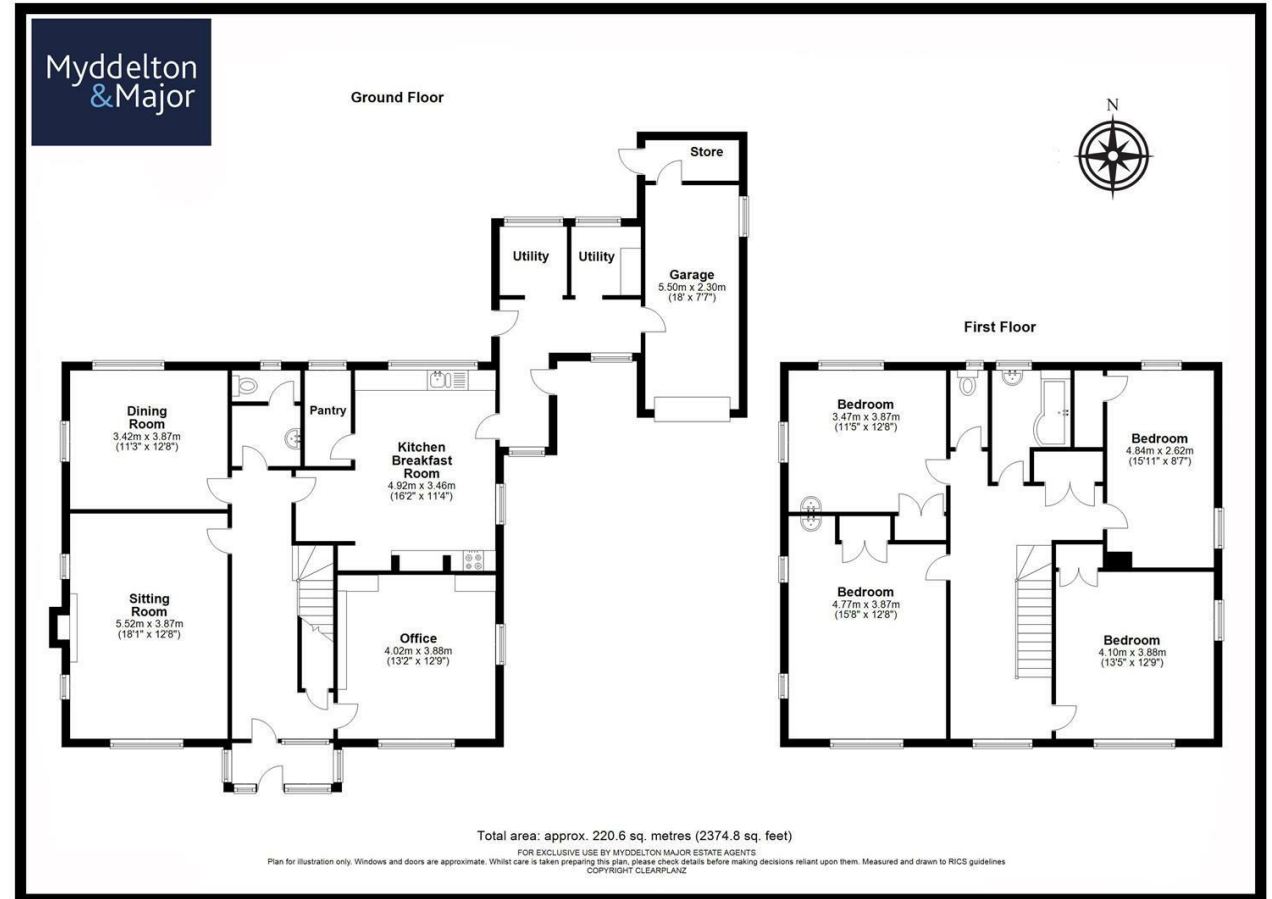 Myddelton
&Major
Ground Floor
N
Store
Utility
Utility
Garage
5.50m x 2.30m
(18' x 7'7")
First Floor
Dining
Room
3.42m x 3.87m
(11'3" x 12'8")
Pantry
Kitchen
Breakfast
Room
4.92m x 3.46m
(16'2" x 11'4")
Bedroom
3.47m x 3.87m
(11'5" x 12'8")
Bedroom
4.84m x 2.62m
(15'11" x 8'7")
Sitting
Room
5.52m x 3.87m
(18'1" x 12'8")
Office
4.02m x 3.88m
(13'2" x 12'9")
Bedroom
4.77m x 3.87m
(15'8" x 12'8")
Bedroom
4.10m x 3.88m
(13'5" x 12'9")
Total area: approx. 220.6 sq. metres (2374.8 sq. feet)
FOR EXCLUSIVE USE BY MYDDELTON MAJOR ESTATE AGENTS
Plan for illustration only. Windows and doors are approximate. Whilst care is taken preparing this plan, please check details before making decisions reliant upon them. Measured and drawn to RICS guidelines
COPYRIGHT CLEARPLANZ